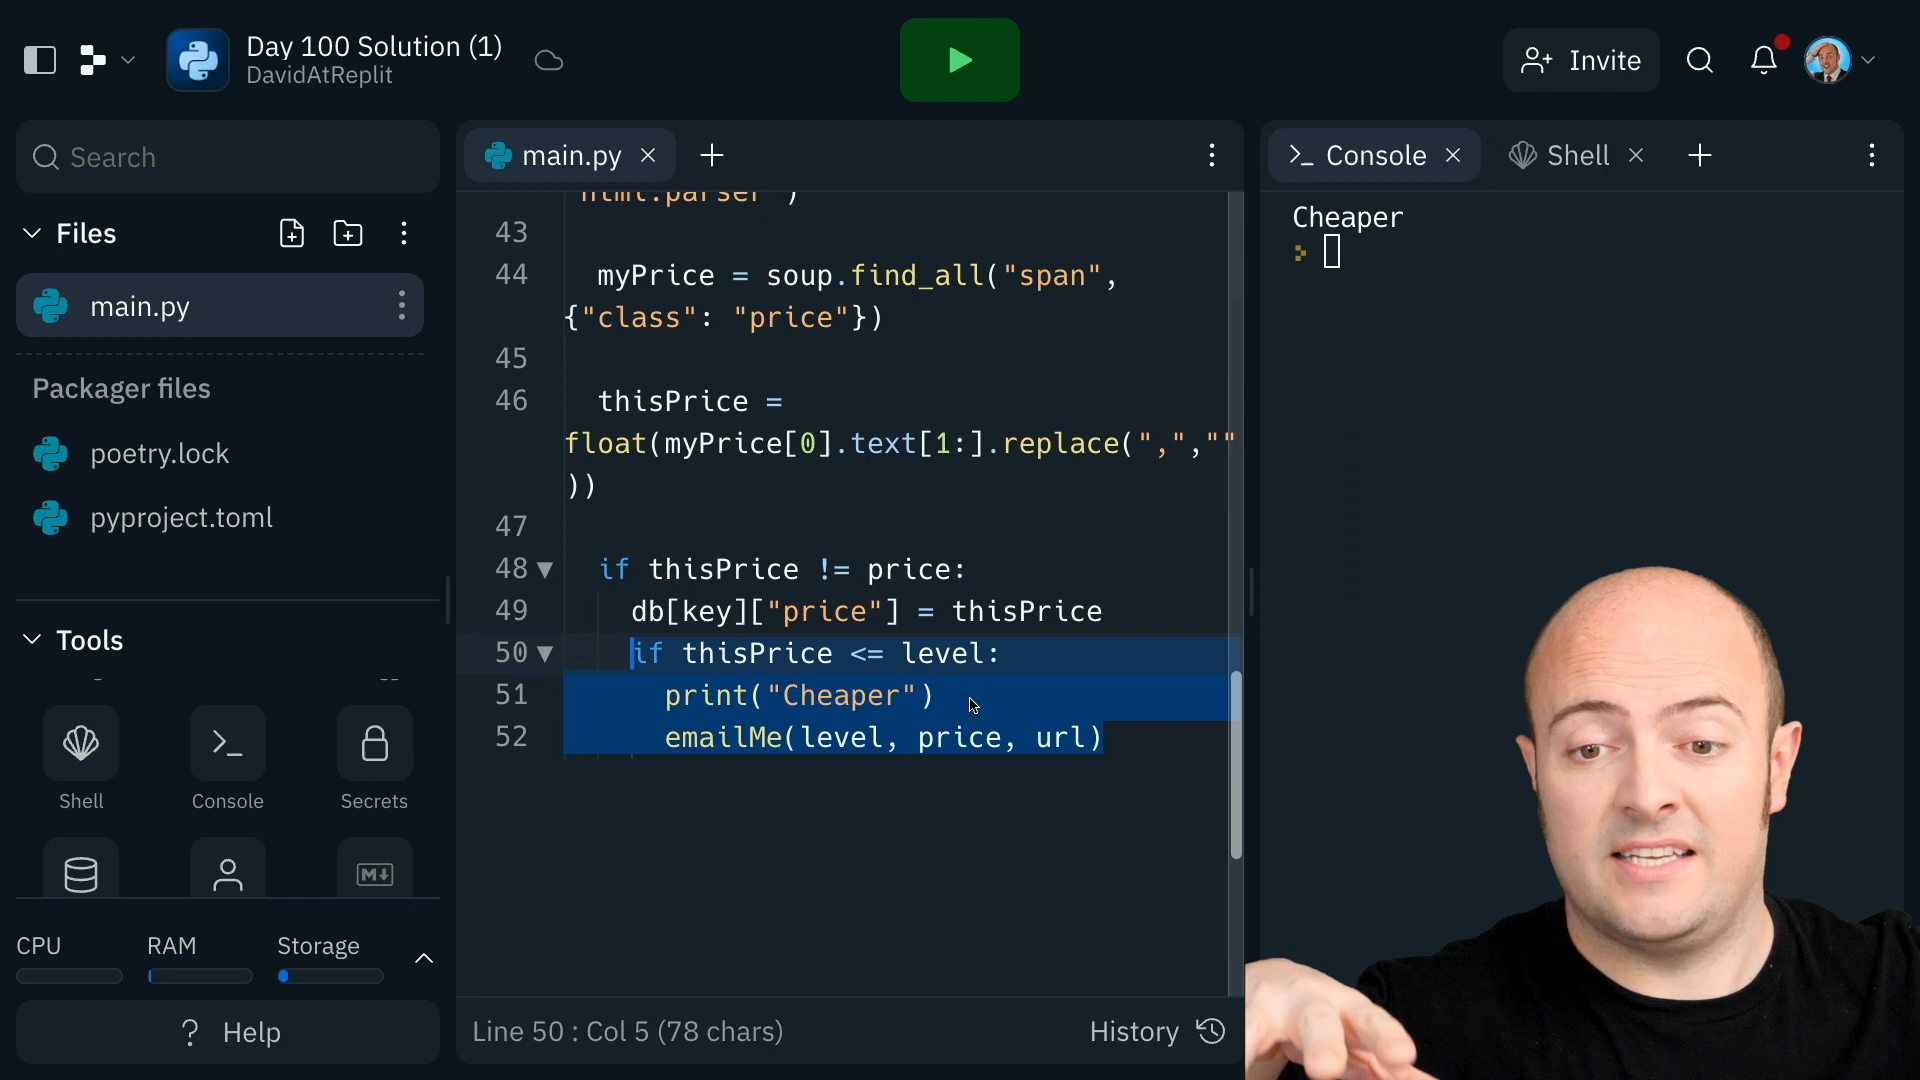 Day 100 Solution (1)
DavidAtReplit
Invite
Search
Files
main.py
Packager files
poetry.lock
pyproject.toml
Tools
Shell
Console
Secrets
CPU
RAM
Storage
? Help
main.py
html.parser")
43
44 myPrice = soup.find_all("span",
{"class": "price"})
45
46 thisPrice =
float(myPrice[0].text[1:].replace(",",""
))
47
48 if thisPrice != price:
49 db[key]["price"] = thisPrice
50 if thisPrice <= level:
51 print("Cheaper")
52 emailMe(level, price, url)
Line 50 : Col 5 (78 chars)
History
Console
Shell
Cheaper